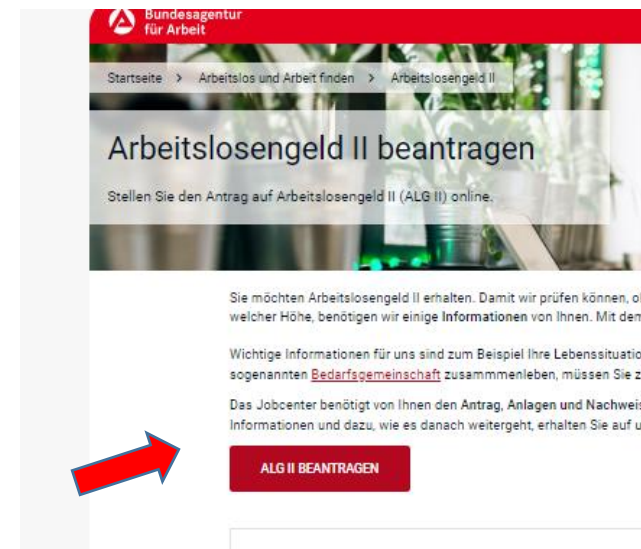 Bundesagentur
für Arbeit
Startseite > Arbeitslos und Arbeit finden > Arbeitslosengeld II
Arbeitslosengeld II beantragen
Stellen Sie den Antrag auf Arbeitslosengeld II (ALG II) online.
Sie möchten Arbeitslosengeld II erhalten. Damit wir prüfen können,
welcher Höhe, benötigen wir einige Informationen von Ihnen. Mit
Wichtige Informationen für uns sind zum Beispiel Ihre
sogenannten Bedarfsgemeinschaft zusammmenleben, müssen Sie
Das Jobcenter benötigt von Ihnen den Antrag, Anlagen und
Informationen und dazu, wie es danach weitergeht, erhalten Sie auf
ALG II BEANTRAGEN